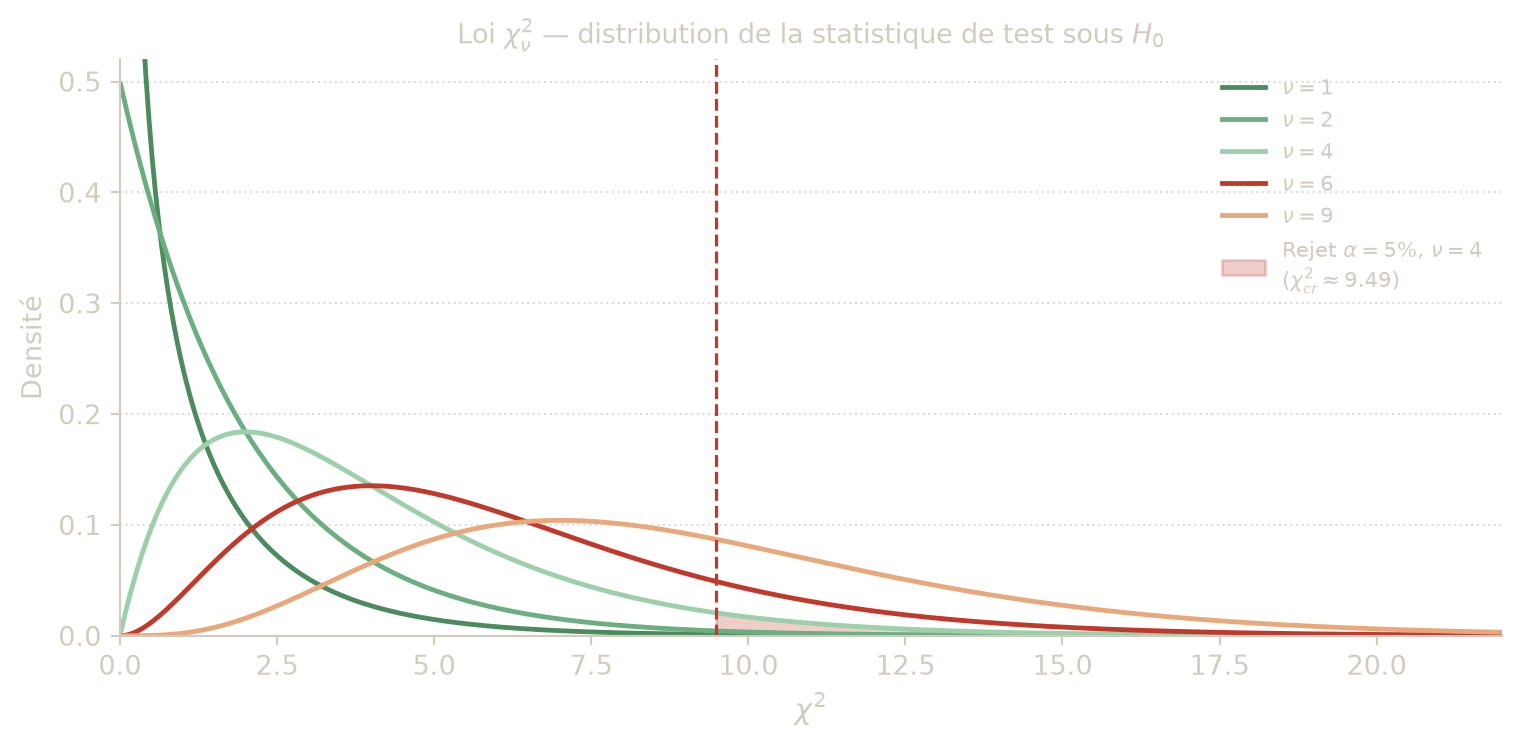 Loi χ²ᵥ — distribution de la statistique de test sous H₀
Densité
0.5
0.4
0.3
0.2
0.1
0.0
0.0 2.5 5.0 7.5 10.0 12.5 15.0 17.5 20.0
χ²
ν = 1
ν = 2
ν = 4
ν = 6
ν = 9
Rejet α = 5%, ν = 4
(χ²cr ≈ 9.49)